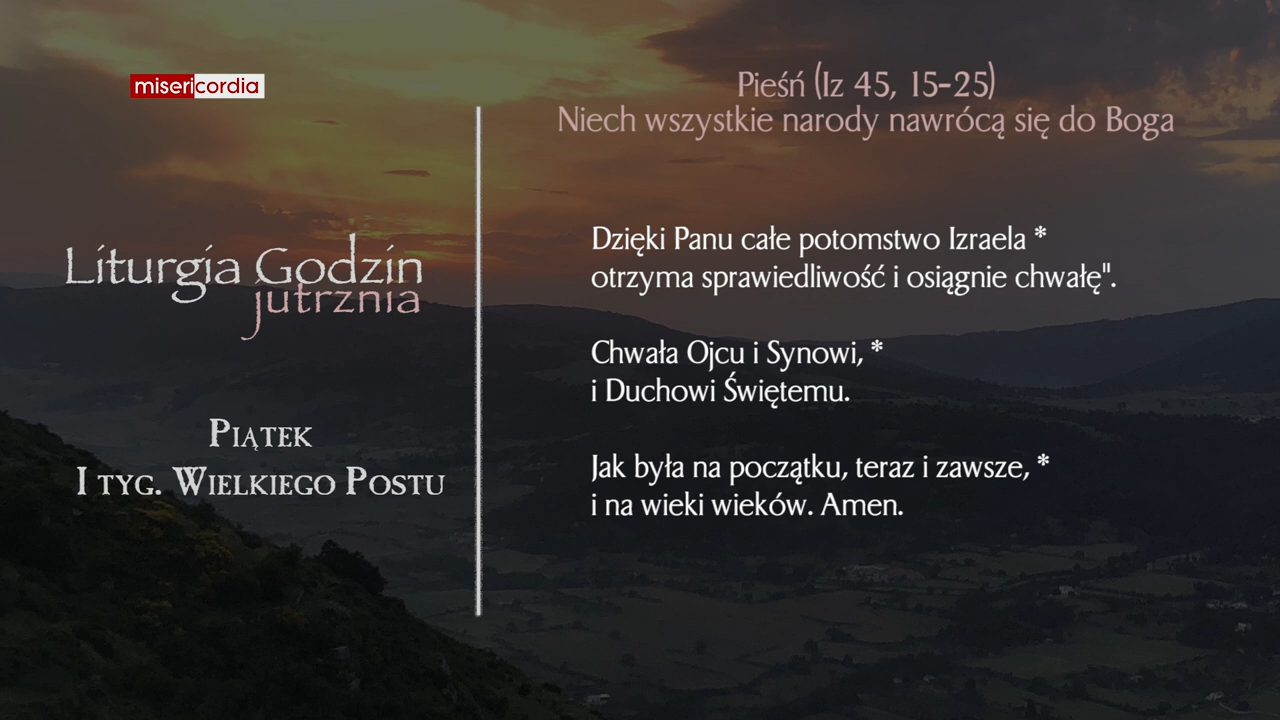 misericordia
Liturgia Godzin
jutrznia
Piątek
I tyg. Wielkiego Postu
Pieśń (Iz 45, 15-25)
Niech wszystkie narody nawrócą się do Boga
Dzięki Panu całe potomstwo Izraela *
otrzyma sprawiedliwość i osiągnie chwałę".
Chwała Ojcu i Synowi, *
i Duchowi Świętemu.
Jak była na początku, teraz i zawsze, *
i na wieki wieków. Amen.